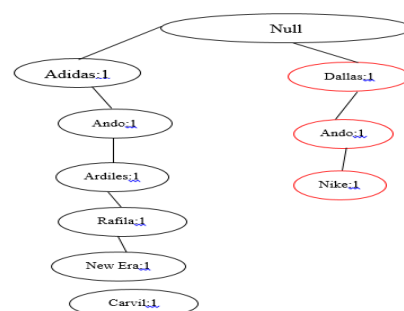 Null
Adidas:1
Dallas:1
Ando:1
Ando:1
Ardiles:1
Nike:1
Rafila:1
New Era:1
Carvil:1